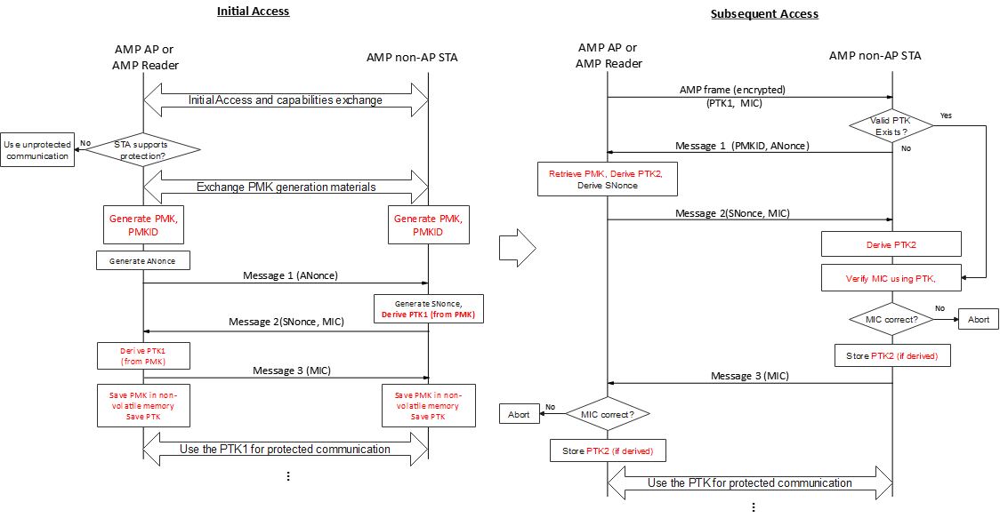 Initial Access
AMP AP or
AMP Reader
AMP non-AP STA
Initial Access and capabilities exchange
STA supports
protection?
No
Use unprotected
communication
Exchange PMK generation materials
Generate PMK,
PMKID
Generate PMK,
PMKID
Generate ANonce
Message 1 (ANonce)
Generate SNonce,
Derive PTK1 (from PMK)
Message 2(SNonce, MIC)
Derive PTK1
(from PMK)
Message 3 (MIC)
Save PMK in non-
volatile memory
Save PTK
Save PMK in non-
volatile memory
Save PTK
Use the PTK1 for protected communication
⋮
Subsequent Access
AMP AP or
AMP Reader
AMP non-AP STA
AMP frame (encrypted)
(PTK1, MIC)
Valid PTK
Exists?
Yes
No
Message 1 (PMKID, ANonce)
Retrieve PMK, Derive PTK2,
Derive SNonce
Message 2(SNonce, MIC)
Derive PTK2
Verify MIC using PTK,
MIC correct?
No
Abort
Store PTK2 (if derived)
Message 3 (MIC)
MIC correct?
No
Abort
Store PTK2 (if derived)
Use the PTK for protected communication
⋮